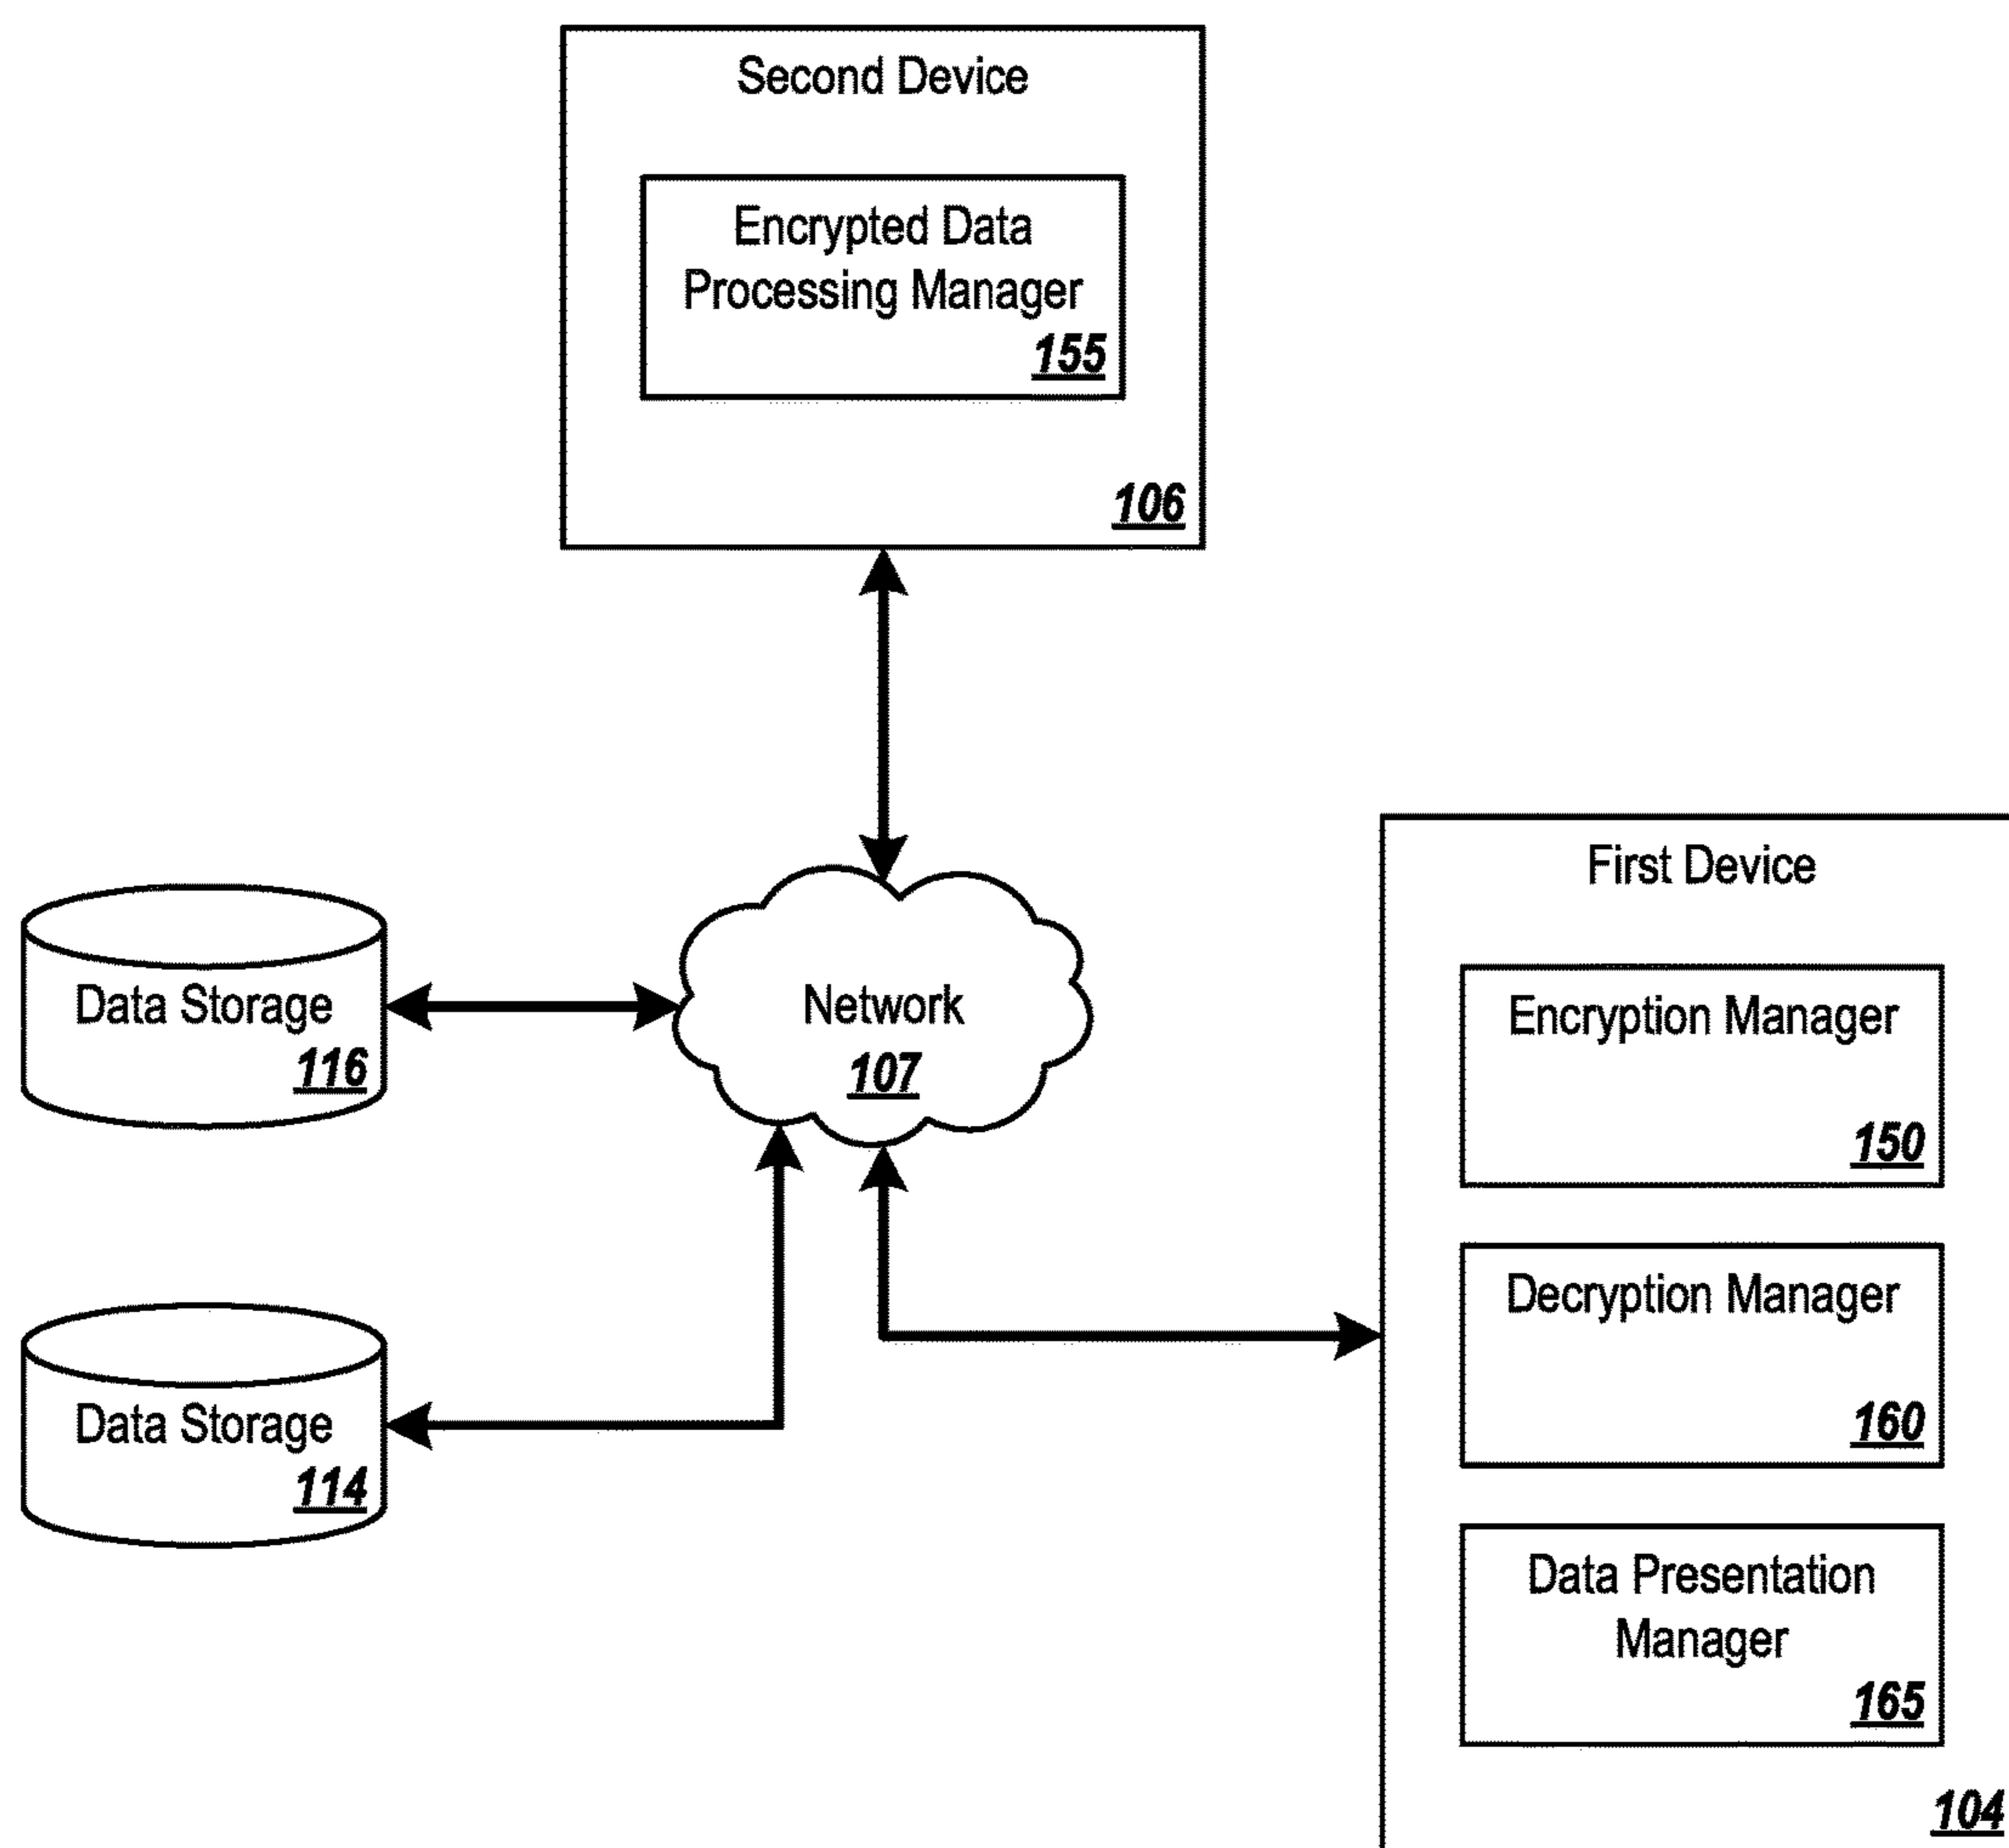 Second Device
Encrypted Data
Processing Manager
155
106
Data Storage
116
Network
107
Data Storage
114
First Device
Encryption Manager
150
Decryption Manager
160
Data Presentation
Manager
165
104